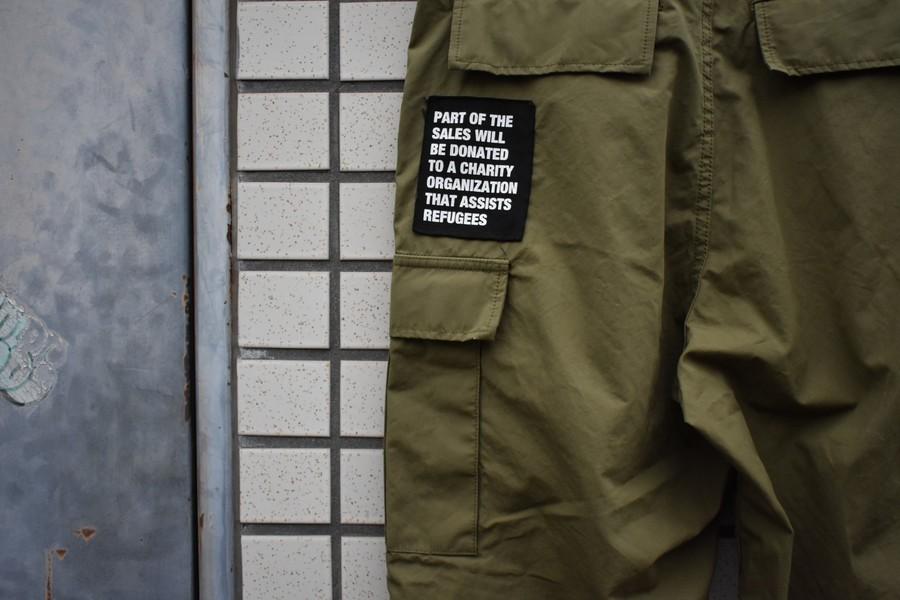 PART OF THE
SALES WILL
BE DONATED
TO A CHARITY
ORGANIZATION
THAT ASSISTS
REFUGEES